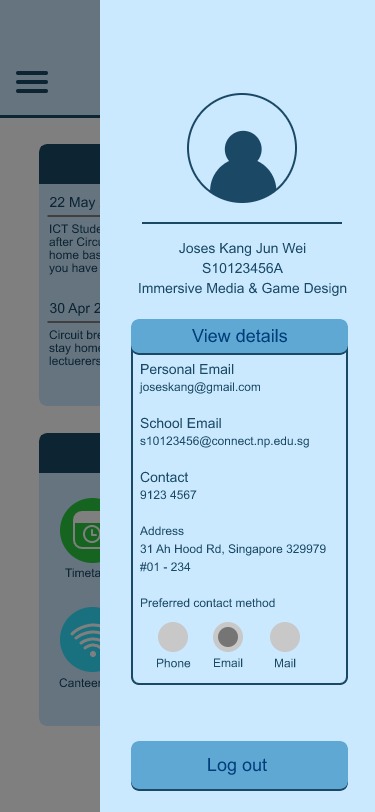 22 May
ICT Stude
after Circu
home bas
you have
30 Apr 2
Circuit bre
stay home
lectuerers
Timeta
Canteer
Joses Kang Jun Wei
S10123456A
Immersive Media & Game Design
View details
Personal Email
joseskang@gmail.com
School Email
s10123456@connect.np.edu.sg
Contact
9123 4567
Address
31 Ah Hood Rd, Singapore 329979
#01 - 234
Preferred contact method
Phone Email Mail
Log out